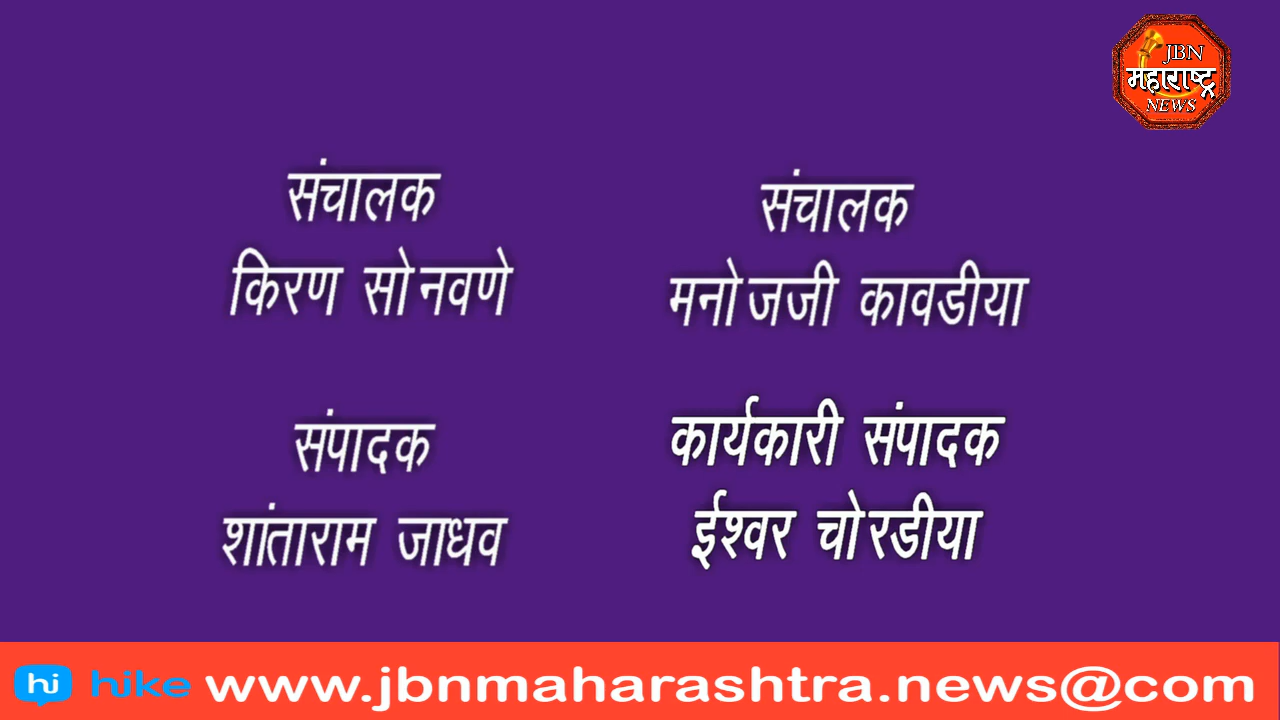 JBN
महाराष्ट्र
NEWS
संचालक
किरण सोनवणे
संचालक
मनोजजी कावडीया
संपादक
शांताराम जाधव
कार्यकारी संपादक
ईश्वर चोरडीया
hi hike www.jbnmaharashtra.news@com